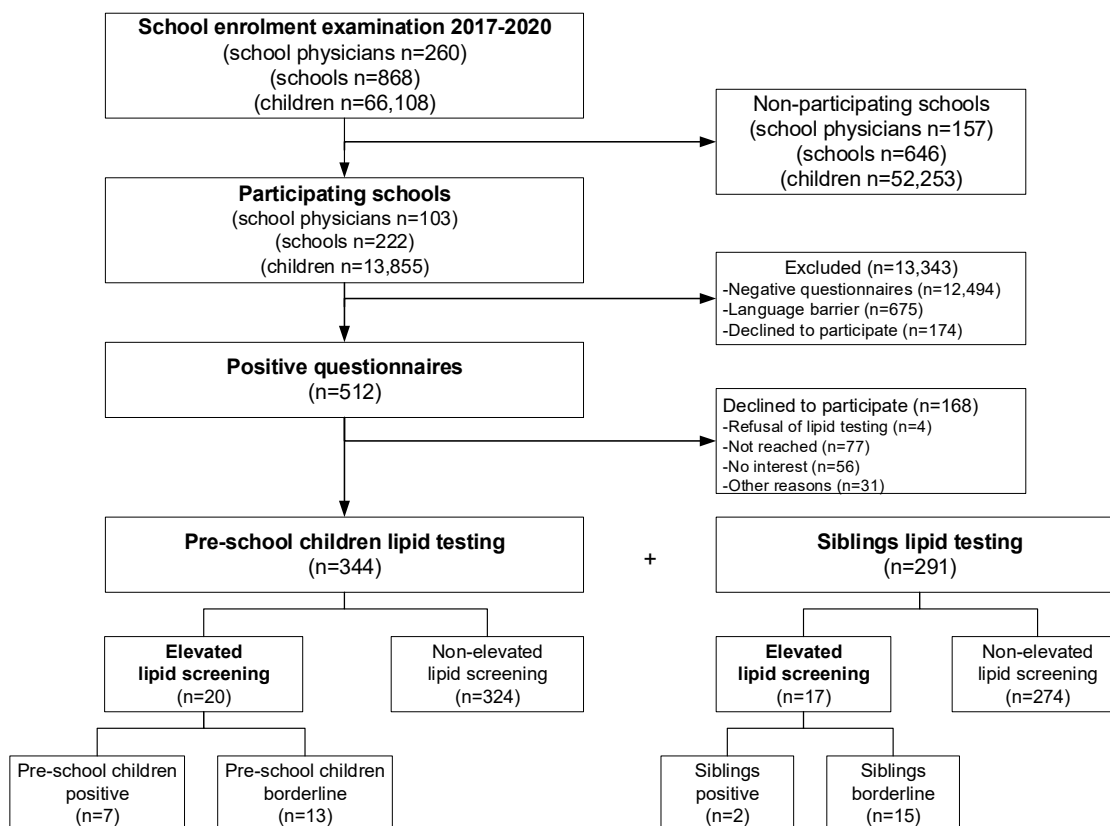 School enrolment examination 2017-2020
(school physicians n=260)
(schools n=868)
(children n=66,108)
Non-participating schools
(school physicians n=157)
(schools n=646)
(children n=52,253)
Participating schools
(school physicians n=103)
(schools n=222)
(children n=13,855)
Excluded (n=13,343)
-Negative questionnaires (n=12,494)
-Language barrier (n=675)
-Declined to participate (n=174)
Positive questionnaires
(n=512)
Declined to participate (n=168)
-Refusal of lipid testing (n=4)
-Not reached (n=77)
-No interest (n=56)
-Other reasons (n=31)
Pre-school children lipid testing
(n=344)
+
Siblings lipid testing
(n=291)
Elevated
lipid screening
(n=20)
Non-elevated
lipid screening
(n=324)
Elevated
lipid screening
(n=17)
Non-elevated
lipid screening
(n=274)
Pre-school children
positive
(n=7)
Pre-school children
borderline
(n=13)
Siblings
positive
(n=2)
Siblings
borderline
(n=15)